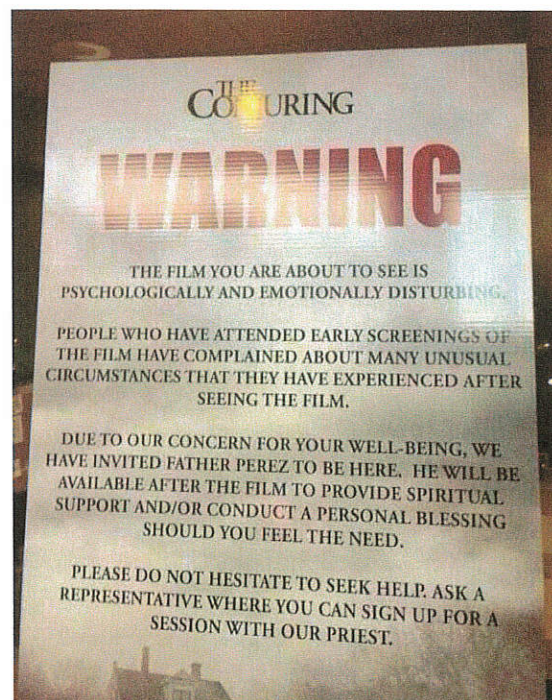 THE
CONJURING
WARNING
THE FILM YOU ARE ABOUT TO SEE IS
PSYCHOLOGICALLY AND EMOTIONALLY DISTURBING.
PEOPLE WHO HAVE ATTENDED EARLY SCREENINGS OF
THE FILM HAVE COMPLAINED ABOUT MANY UNUSUAL
CIRCUMSTANCES THAT THEY HAVE EXPERIENCED AFTER
SEEING THE FILM.
DUE TO OUR CONCERN FOR YOUR WELL-BEING, WE
HAVE INVITED FATHER PEREZ TO BE HERE. HE WILL BE
AVAILABLE AFTER THE FILM TO PROVIDE SPIRITUAL
SUPPORT AND/OR CONDUCT A PERSONAL BLESSING
SHOULD YOU FEEL THE NEED.
PLEASE DO NOT HESITATE TO SEEK HELP. ASK A
REPRESENTATIVE WHERE YOU CAN SIGN UP FOR A
SESSION WITH OUR PRIEST.